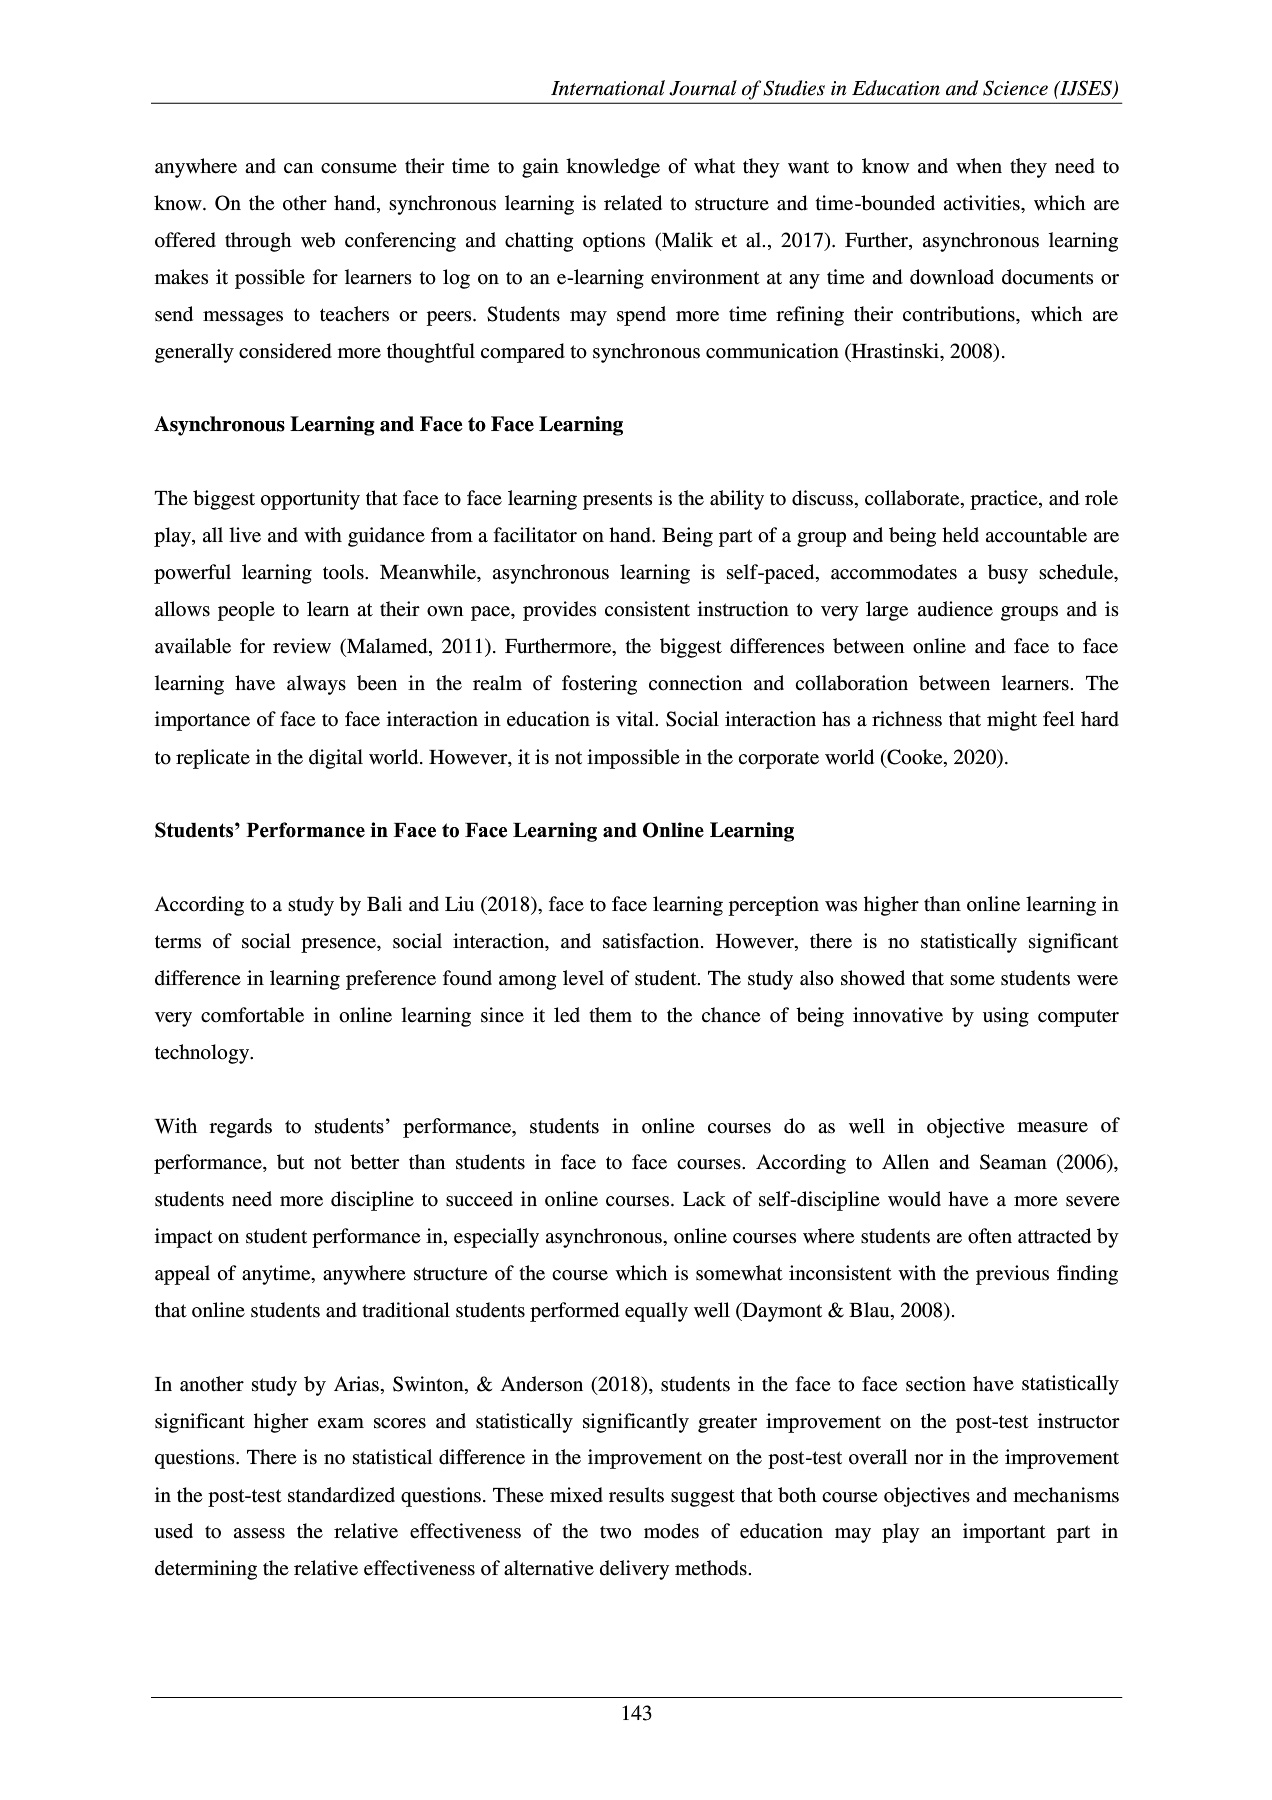 International Journal of Studies in Education and Science (IJSES)
anywhere and can consume their time to gain knowledge of what they want to know and when they need to
know. On the other hand, synchronous learning is related to structure and time-bounded activities, which are
offered through web conferencing and chatting options (Malik et al., 2017). Further, asynchronous learning
makes it possible for learners to log on to an e-learning environment at any time and download documents or
send messages to teachers or peers. Students may spend more time refining their contributions, which are
generally considered more thoughtful compared to synchronous communication (Hrastinski, 2008).
Asynchronous Learning and Face to Face Learning
The biggest opportunity that face to face learning presents is the ability to discuss, collaborate, practice, and role
play, all live and with guidance from a facilitator on hand. Being part of a group and being held accountable are
powerful learning tools. Meanwhile, asynchronous learning is self-paced, accommodates a busy schedule,
allows people to learn at their own pace, provides consistent instruction to very large audience groups and is
available for review (Malamed, 2011). Furthermore, the biggest differences between online and face to face
learning have always been in the realm of fostering connection and collaboration between learners. The
importance of face to face interaction in education is vital. Social interaction has a richness that might feel hard
to replicate in the digital world. However, it is not impossible in the corporate world (Cooke, 2020).
Students’ Performance in Face to Face Learning and Online Learning
According to a study by Bali and Liu (2018), face to face learning perception was higher than online learning in
terms of social presence, social interaction, and satisfaction. However, there is no statistically significant
difference in learning preference found among level of student. The study also showed that some students were
very comfortable in online learning since it led them to the chance of being innovative by using computer
technology.
With regards to students’ performance, students in online courses do as well in objective measure of
performance, but not better than students in face to face courses. According to Allen and Seaman (2006),
students need more discipline to succeed in online courses. Lack of self-discipline would have a more severe
impact on student performance in, especially asynchronous, online courses where students are often attracted by
appeal of anytime, anywhere structure of the course which is somewhat inconsistent with the previous finding
that online students and traditional students performed equally well (Daymont & Blau, 2008).
In another study by Arias, Swinton, & Anderson (2018), students in the face to face section have statistically
significant higher exam scores and statistically significantly greater improvement on the post-test instructor
questions. There is no statistical difference in the improvement on the post-test overall nor in the improvement
in the post-test standardized questions. These mixed results suggest that both course objectives and mechanisms
used to assess the relative effectiveness of the two modes of education may play an important part in
determining the relative effectiveness of alternative delivery methods.
143